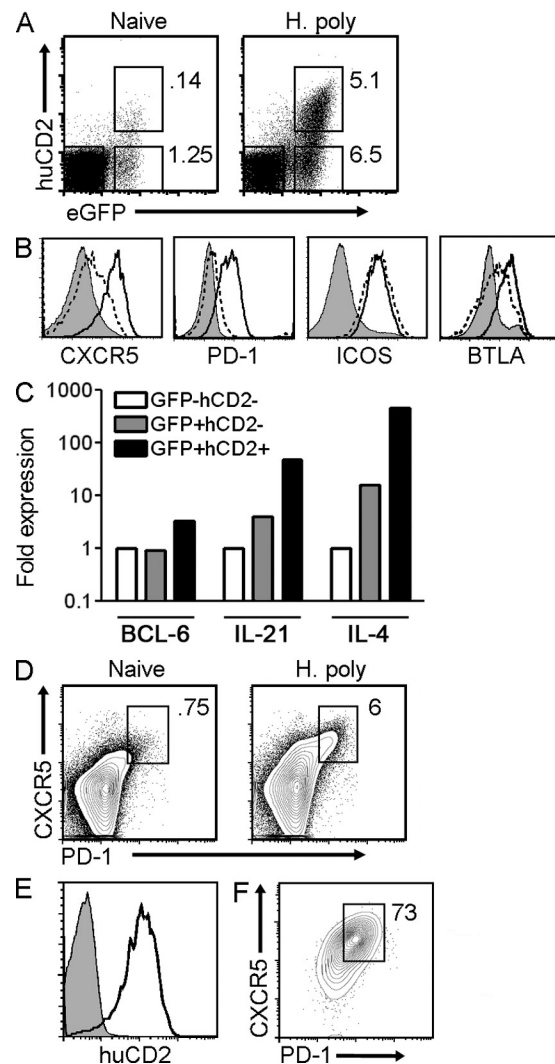 A
Naive
H. poly
.14
5.1
1.25
6.5
huCD2
eGFP
B
CXCR5
PD-1
ICOS
BTLA
C
1000
100
10
1
0.1
Fold expression
GFP-hCD2-
GFP+hCD2-
GFP+hCD2+
BCL-6
IL-21
IL-4
D
Naive
H. poly
.75
6
CXCR5
PD-1
E
huCD2
F
73
CXCR5
PD-1